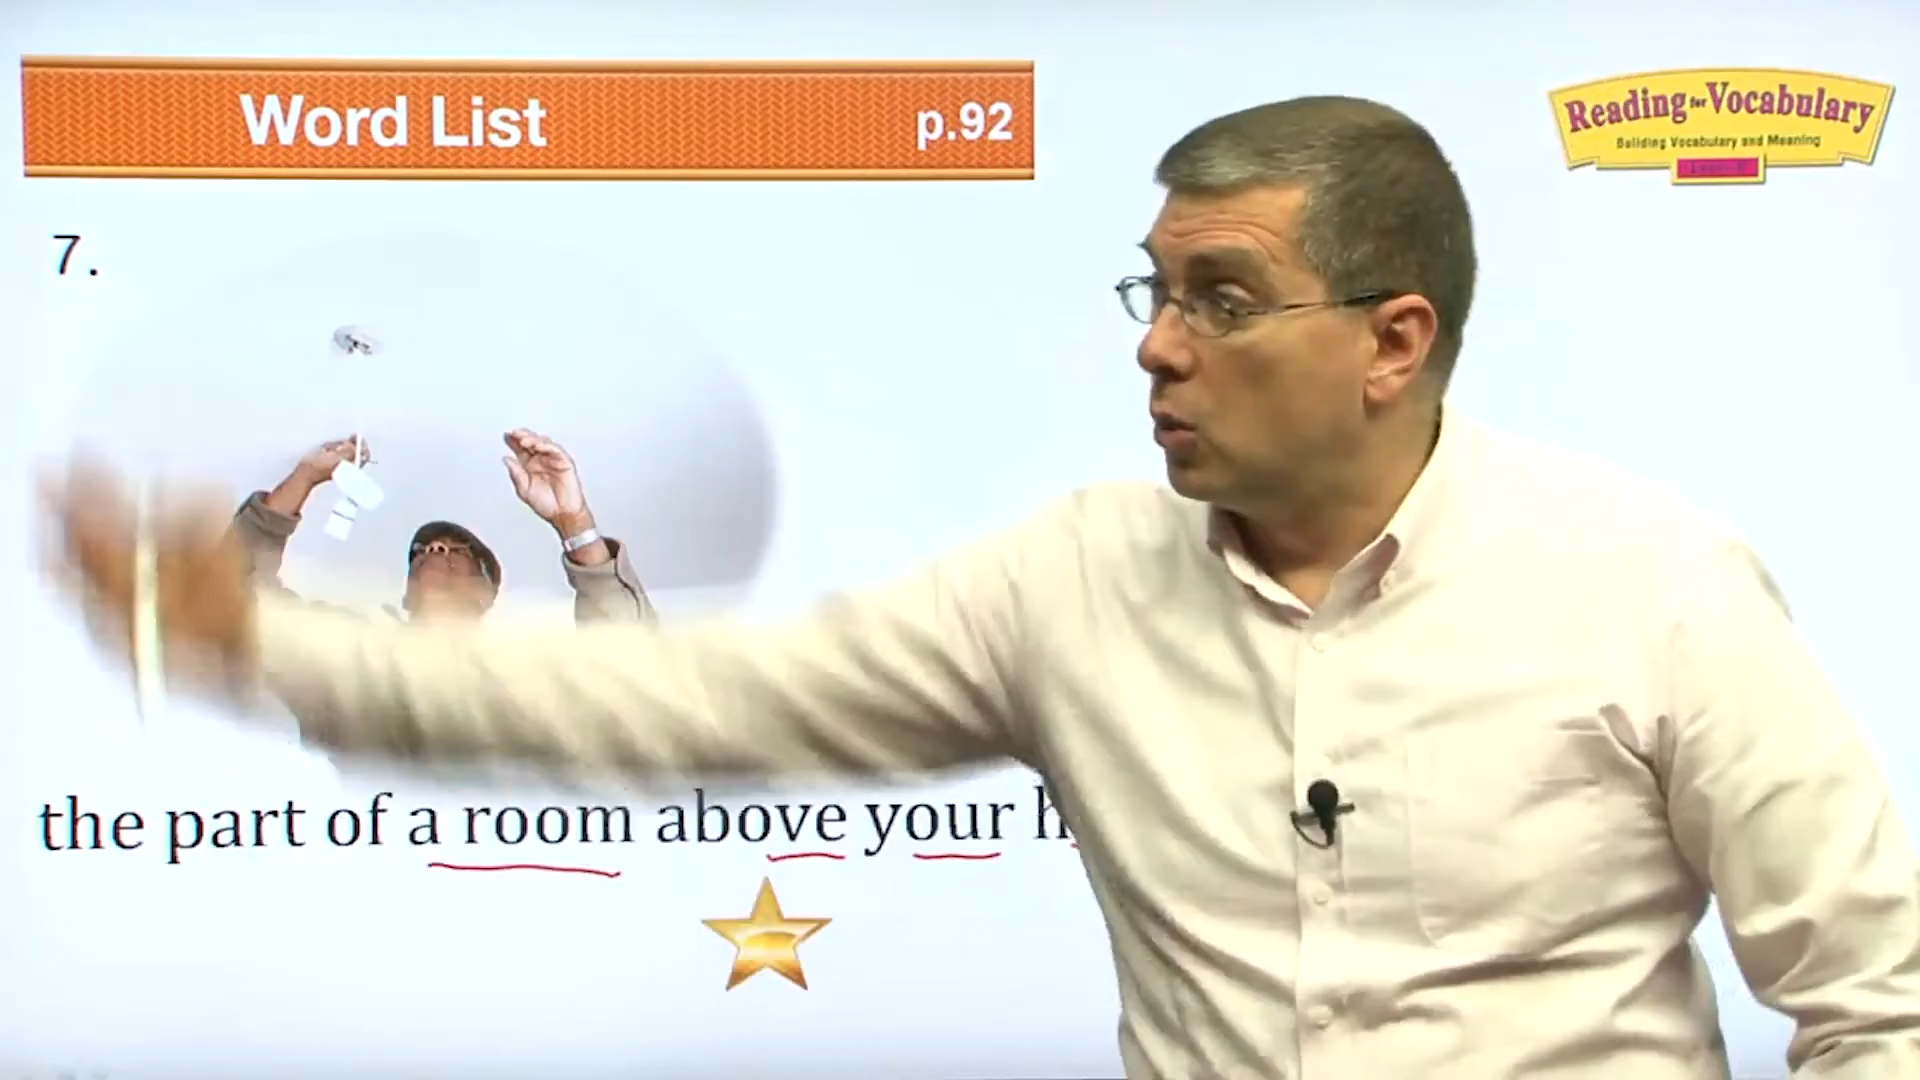 Word List p.92
Reading for Vocabulary
Building Vocabulary and Meaning
7.
the part of a room above your h